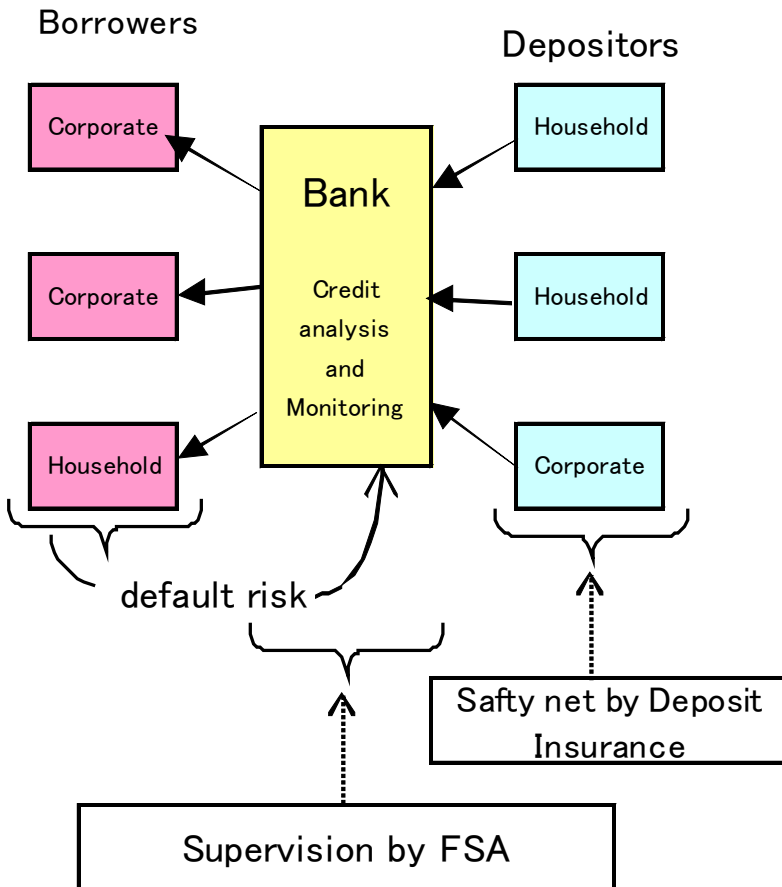 Borrowers
Depositors
Corporate
Household
Bank
Credit
analysis
and
Monitoring
Corporate
Household
Household
Corporate
default risk
Safty net by Deposit
Insurance
Supervision by FSA